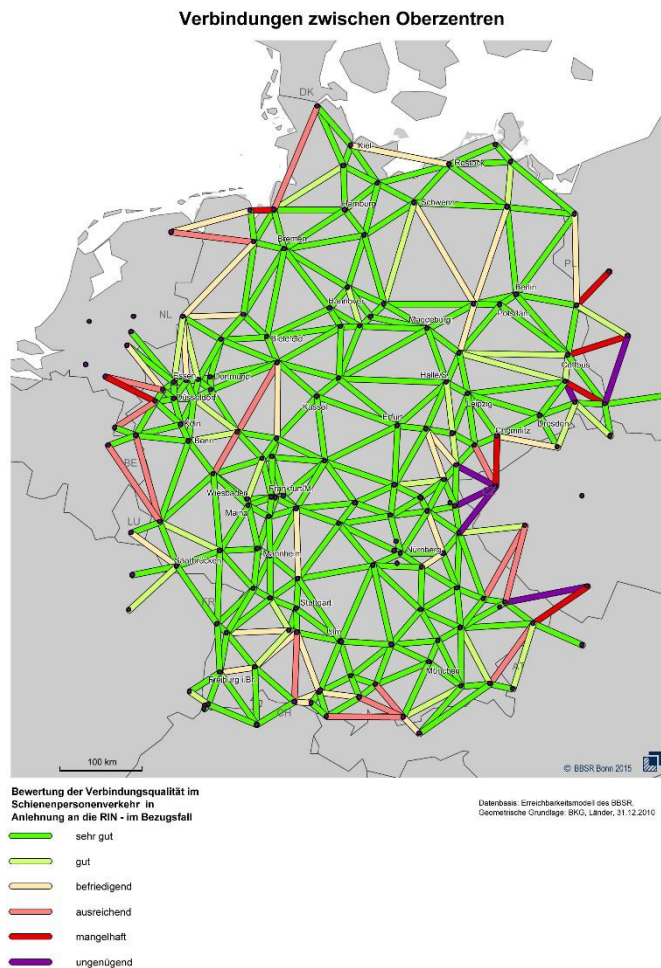 Verbindungen zwischen Oberzentren
DK
Kiel
Rostock
Hamburg
Schwerin
Bremen
PL
NL
Hannover
Berlin
Potsdam
Magdeburg
Bielefeld
Essen
Dortmund
Düsseldorf
Halle/S.
Cottbus
Kassel
Leipzig
Köln
Erfurt
Dresden
Chemnitz
Bonn
BE
Wiesbaden
Frankfurt/M.
Mainz
LU
Nürnberg
Saarbrücken
Mannheim
FR
Stuttgart
Ulm
München
AT
Freiburg i.Br.
CH
100 km
© BBSR Bonn 2015
Bewertung der Verbindungsqualität im
Schienenpersonenverkehr in
Anlehnung an die RIN - im Bezugsfall
Datenbasis: Erreichbarkeitsmodell des BBSR,
Geometrische Grundlage: BKG, Länder, 31.12.2010
sehr gut
gut
befriedigend
ausreichend
mangelhaft
ungenügend